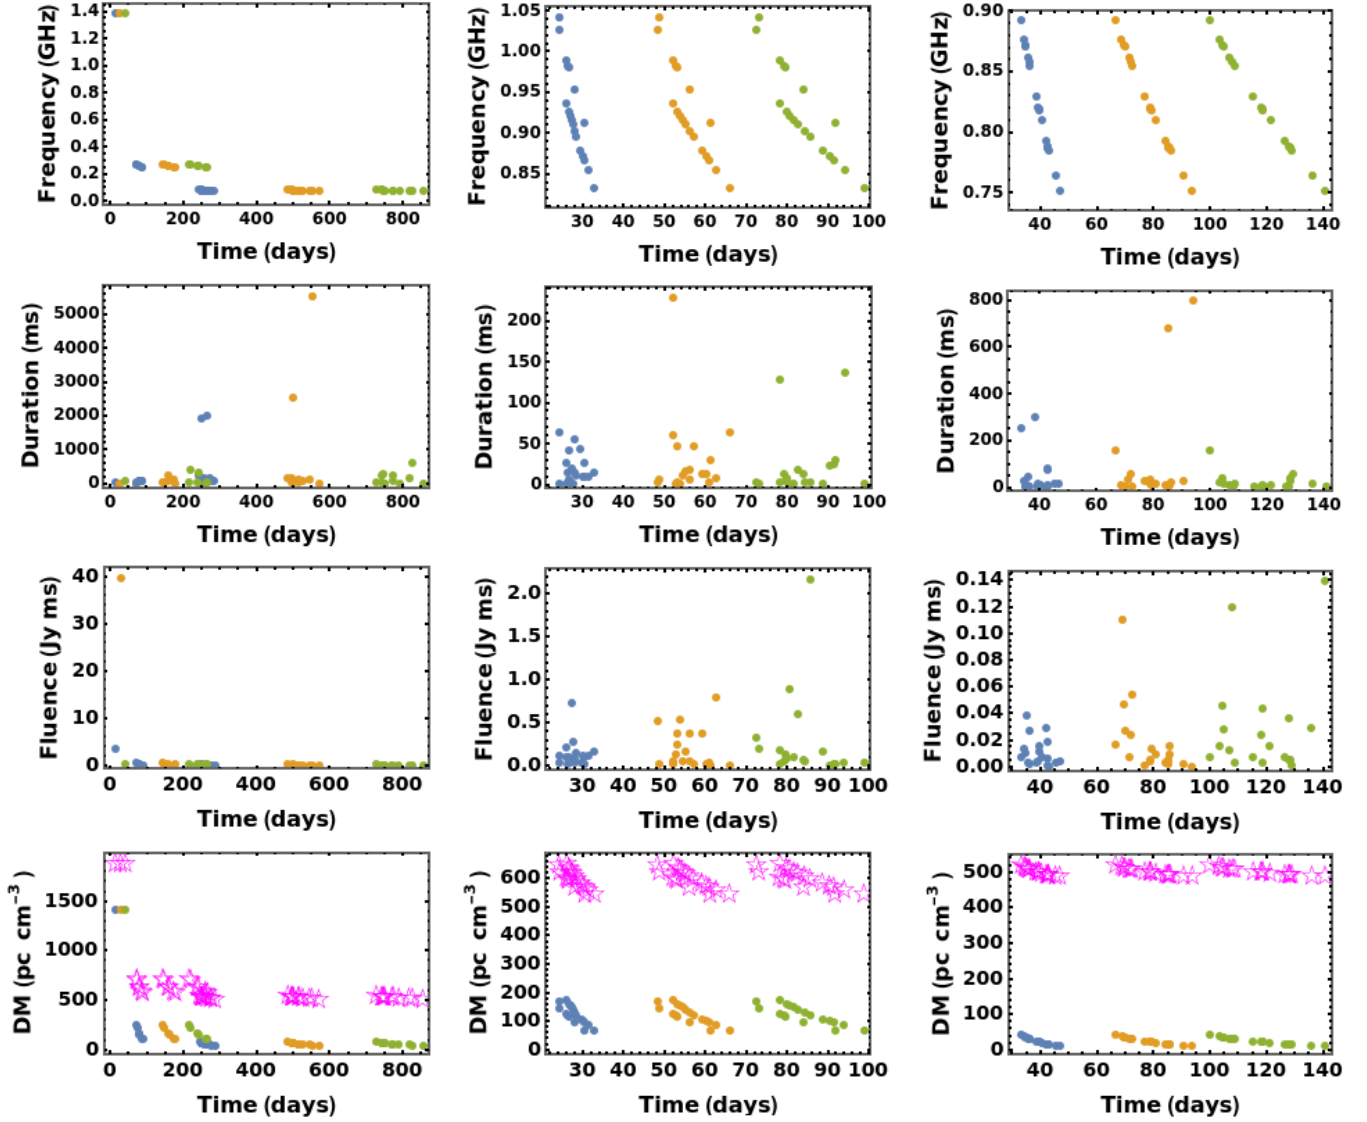 Frequency (GHz)
1.4
1.2
1.0
0.8
0.6
0.4
0.2
0.0
0 200 400 600 800
Time (days)
Frequency (GHz)
1.05
1.00
0.95
0.90
0.85
30 40 50 60 70 80 90 100
Time (days)
Frequency (GHz)
0.90
0.85
0.80
0.75
40 60 80 100 120 140
Time (days)
Duration (ms)
5000
4000
3000
2000
1000
0
0 200 400 600 800
Time (days)
Duration (ms)
200
150
100
50
0
30 40 50 60 70 80 90 100
Time (days)
Duration (ms)
800
600
400
200
0
40 60 80 100 120 140
Time (days)
Fluence (Jy ms)
40
30
20
10
0
0 200 400 600 800
Time (days)
Fluence (Jy ms)
2.0
1.5
1.0
0.5
0.0
30 40 50 60 70 80 90 100
Time (days)
Fluence (Jy ms)
0.14
0.12
0.10
0.08
0.06
0.04
0.02
0.00
40 60 80 100 120 140
Time (days)
DM (pc cm⁻³)
1500
1000
500
0
0 200 400 600 800
Time (days)
DM (pc cm⁻³)
600
500
400
300
200
100
0
30 40 50 60 70 80 90 100
Time (days)
DM (pc cm⁻³)
500
400
300
200
100
0
40 60 80 100 120 140
Time (days)